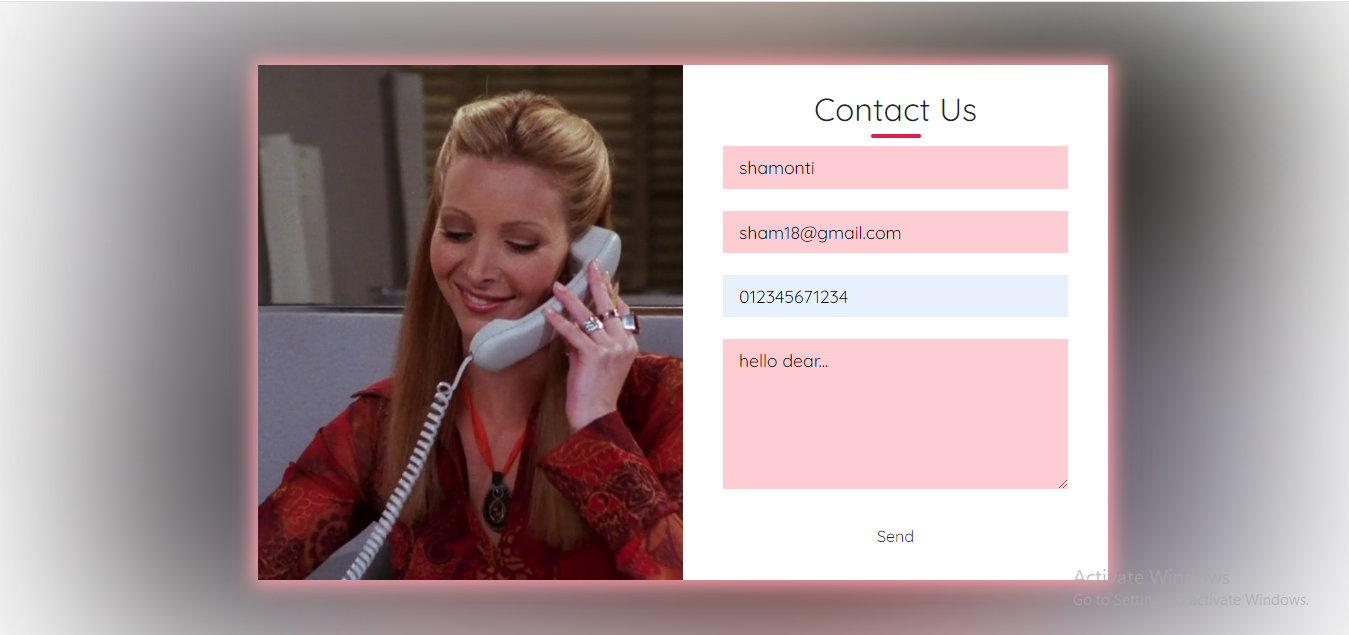 Contact Us
shamonti
sham18@gmail.com
012345671234
hello dear...
Send
Activate Windows
Go to Settings to activate Windows.